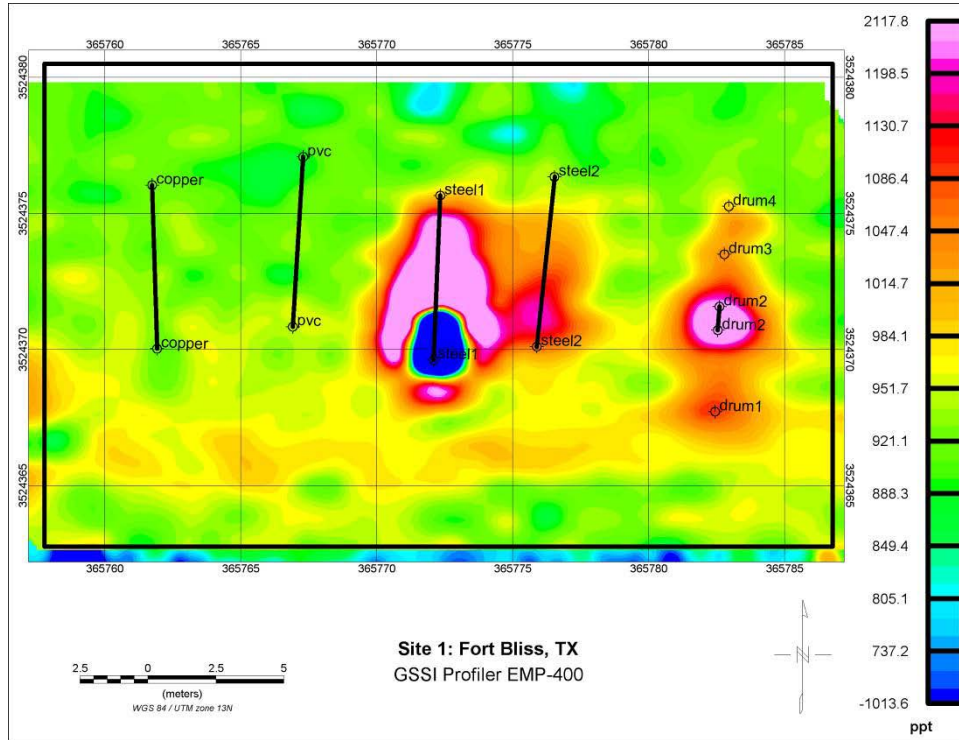 365760 365765 365770 365775 365780 365785
3524380 3524380
copper pvc steel1 steel2 drum4
3524375 3524375
drum3
drum2
drum2
copper pvc steel1 steel2
3524370 3524370
drum1
3524365 3524365
365760 365765 365770 365775 365780 365785
2117.8
1198.5
1130.7
1086.4
1047.4
1014.2
984.1
951.7
921.1
888.3
849.4
805.1
737.2
-1013.6
ppt
2.5 0 2.5 5
(meters)
WGS 84 / UTM zone 13N
Site 1: Fort Bliss, TX
GSSI Profiler EMP-400
N